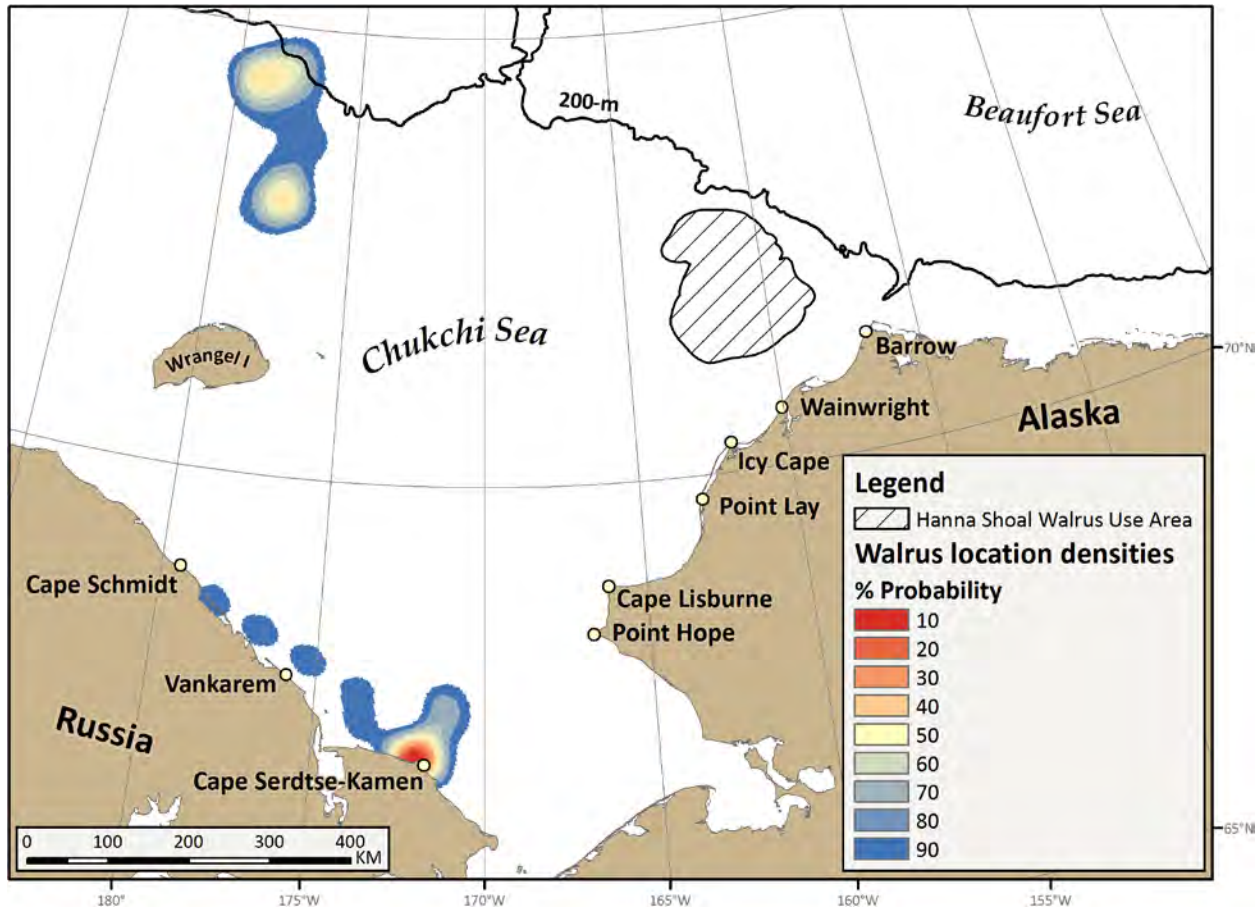 200-m
Beaufort Sea
Chukchi Sea
Wrangel I
Barrow
70°N
Wainwright
Alaska
Icy Cape
Point Lay
Cape Schmidt
Cape Lisburne
Point Hope
Vankarem
Russia
Cape Serdtse-Kamen
Legend
Hanna Shoal Walrus Use Area
Walrus location densities
% Probability
10
20
30
40
50
60
70
80
90
65°N
0 100 200 300 400
KM
180° 175°W 170°W 165°W 160°W 155°W